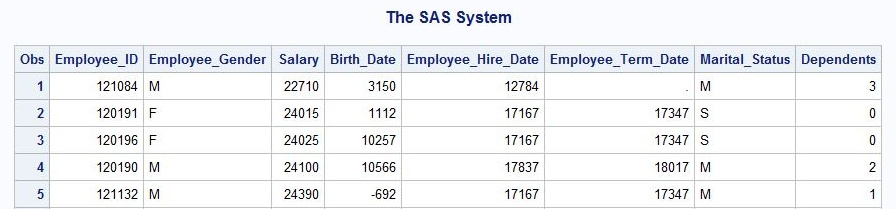 The SAS System
Obs Employee_ID Employee_Gender Salary Birth_Date Employee_Hire_Date Employee_Term_Date Marital_Status Dependents
1 121084 M 22710 3150 12784 . M 3
2 120191 F 24015 1112 17167 17347 S 0
3 120196 F 24025 10257 17167 17347 S 0
4 120190 M 24100 10566 17837 18017 M 2
5 121132 M 24390 -692 17167 17347 M 1